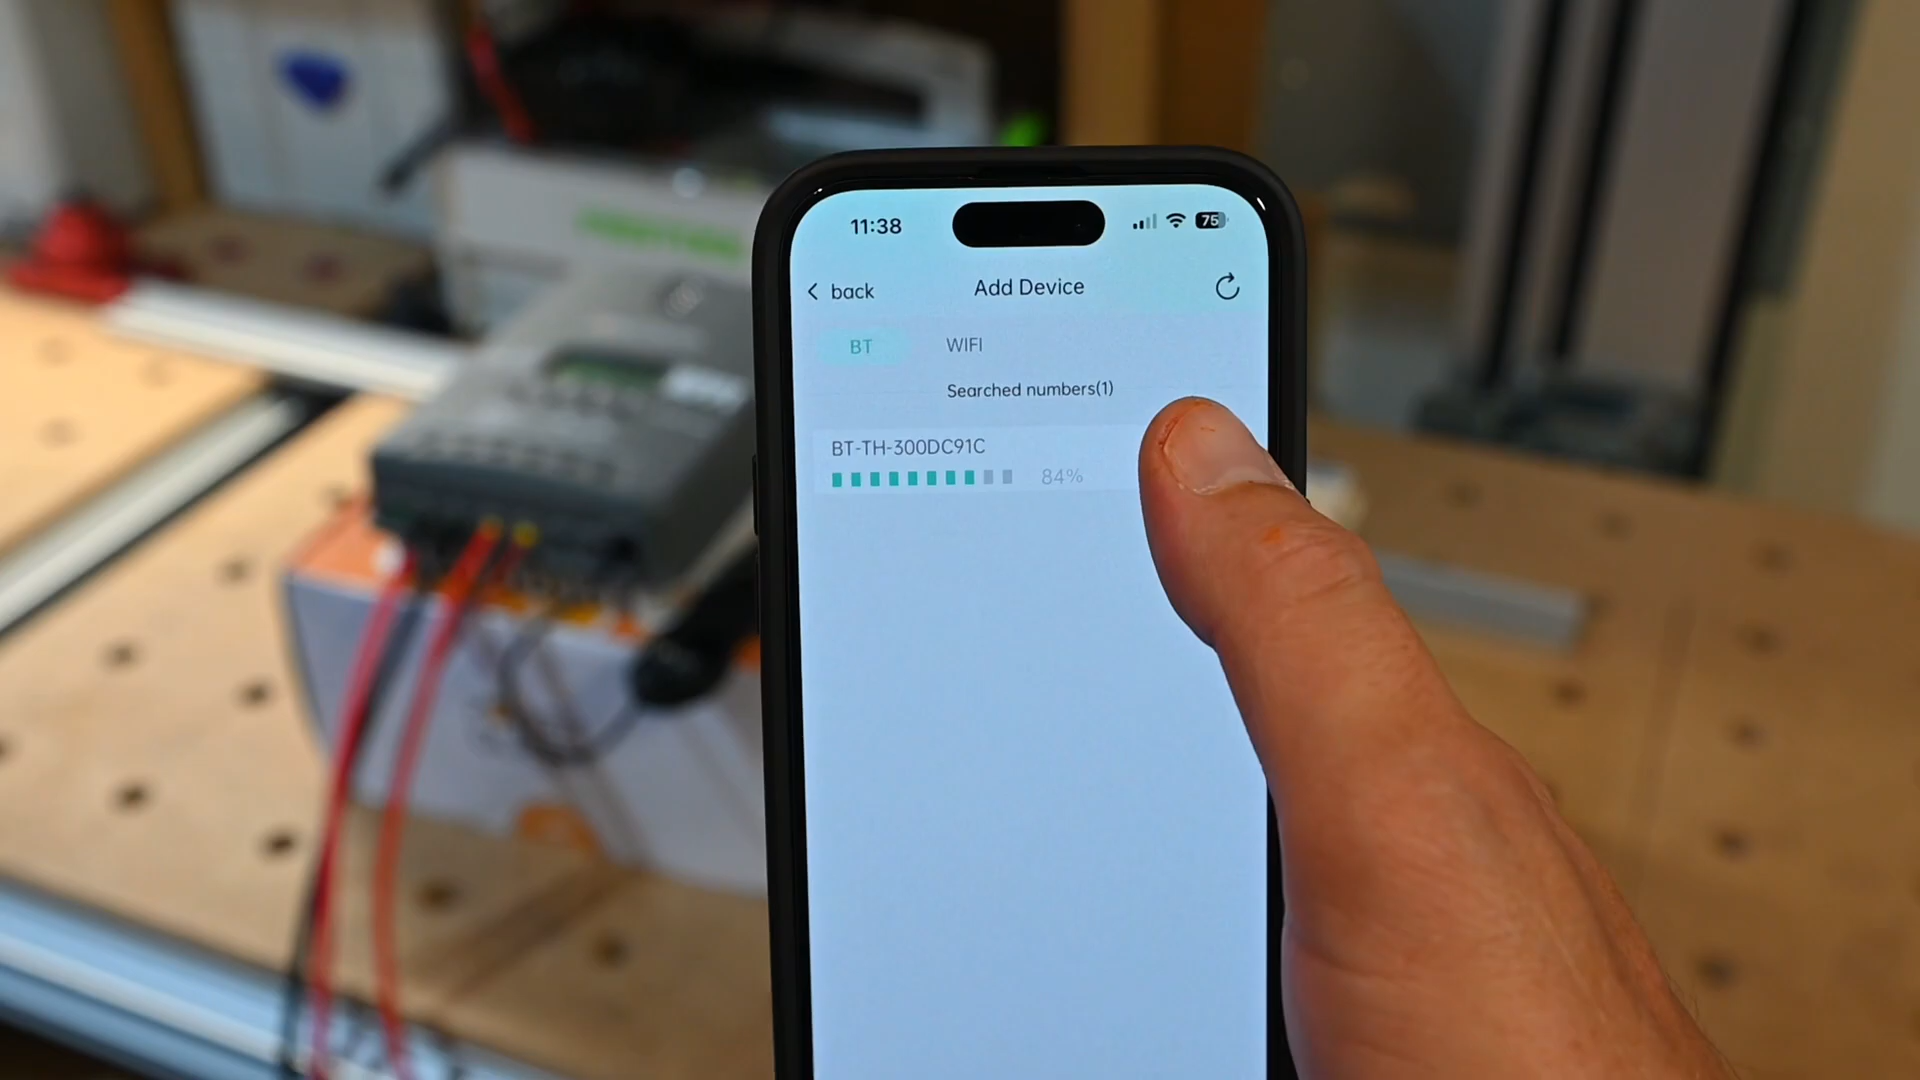 11:38
75
back
Add Device
BT
WIFI
Searched numbers(1)
BT-TH-300DC91C
84%